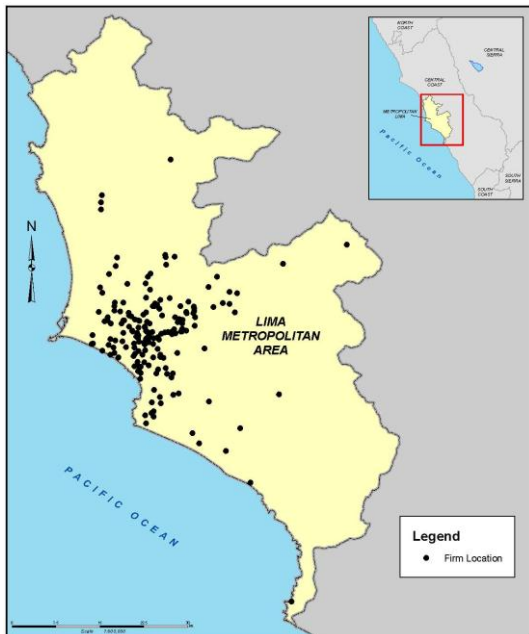 NORTH
COAST
CENTRAL
SIERRA
CENTRAL
COAST
METROPOLITAN
LIMA
Pacific Ocean
SOUTH
SIERRA
SOUTH
COAST
N
LIMA
METROPOLITAN
AREA
PACIFIC OCEAN
Legend
Firm Location
Scale